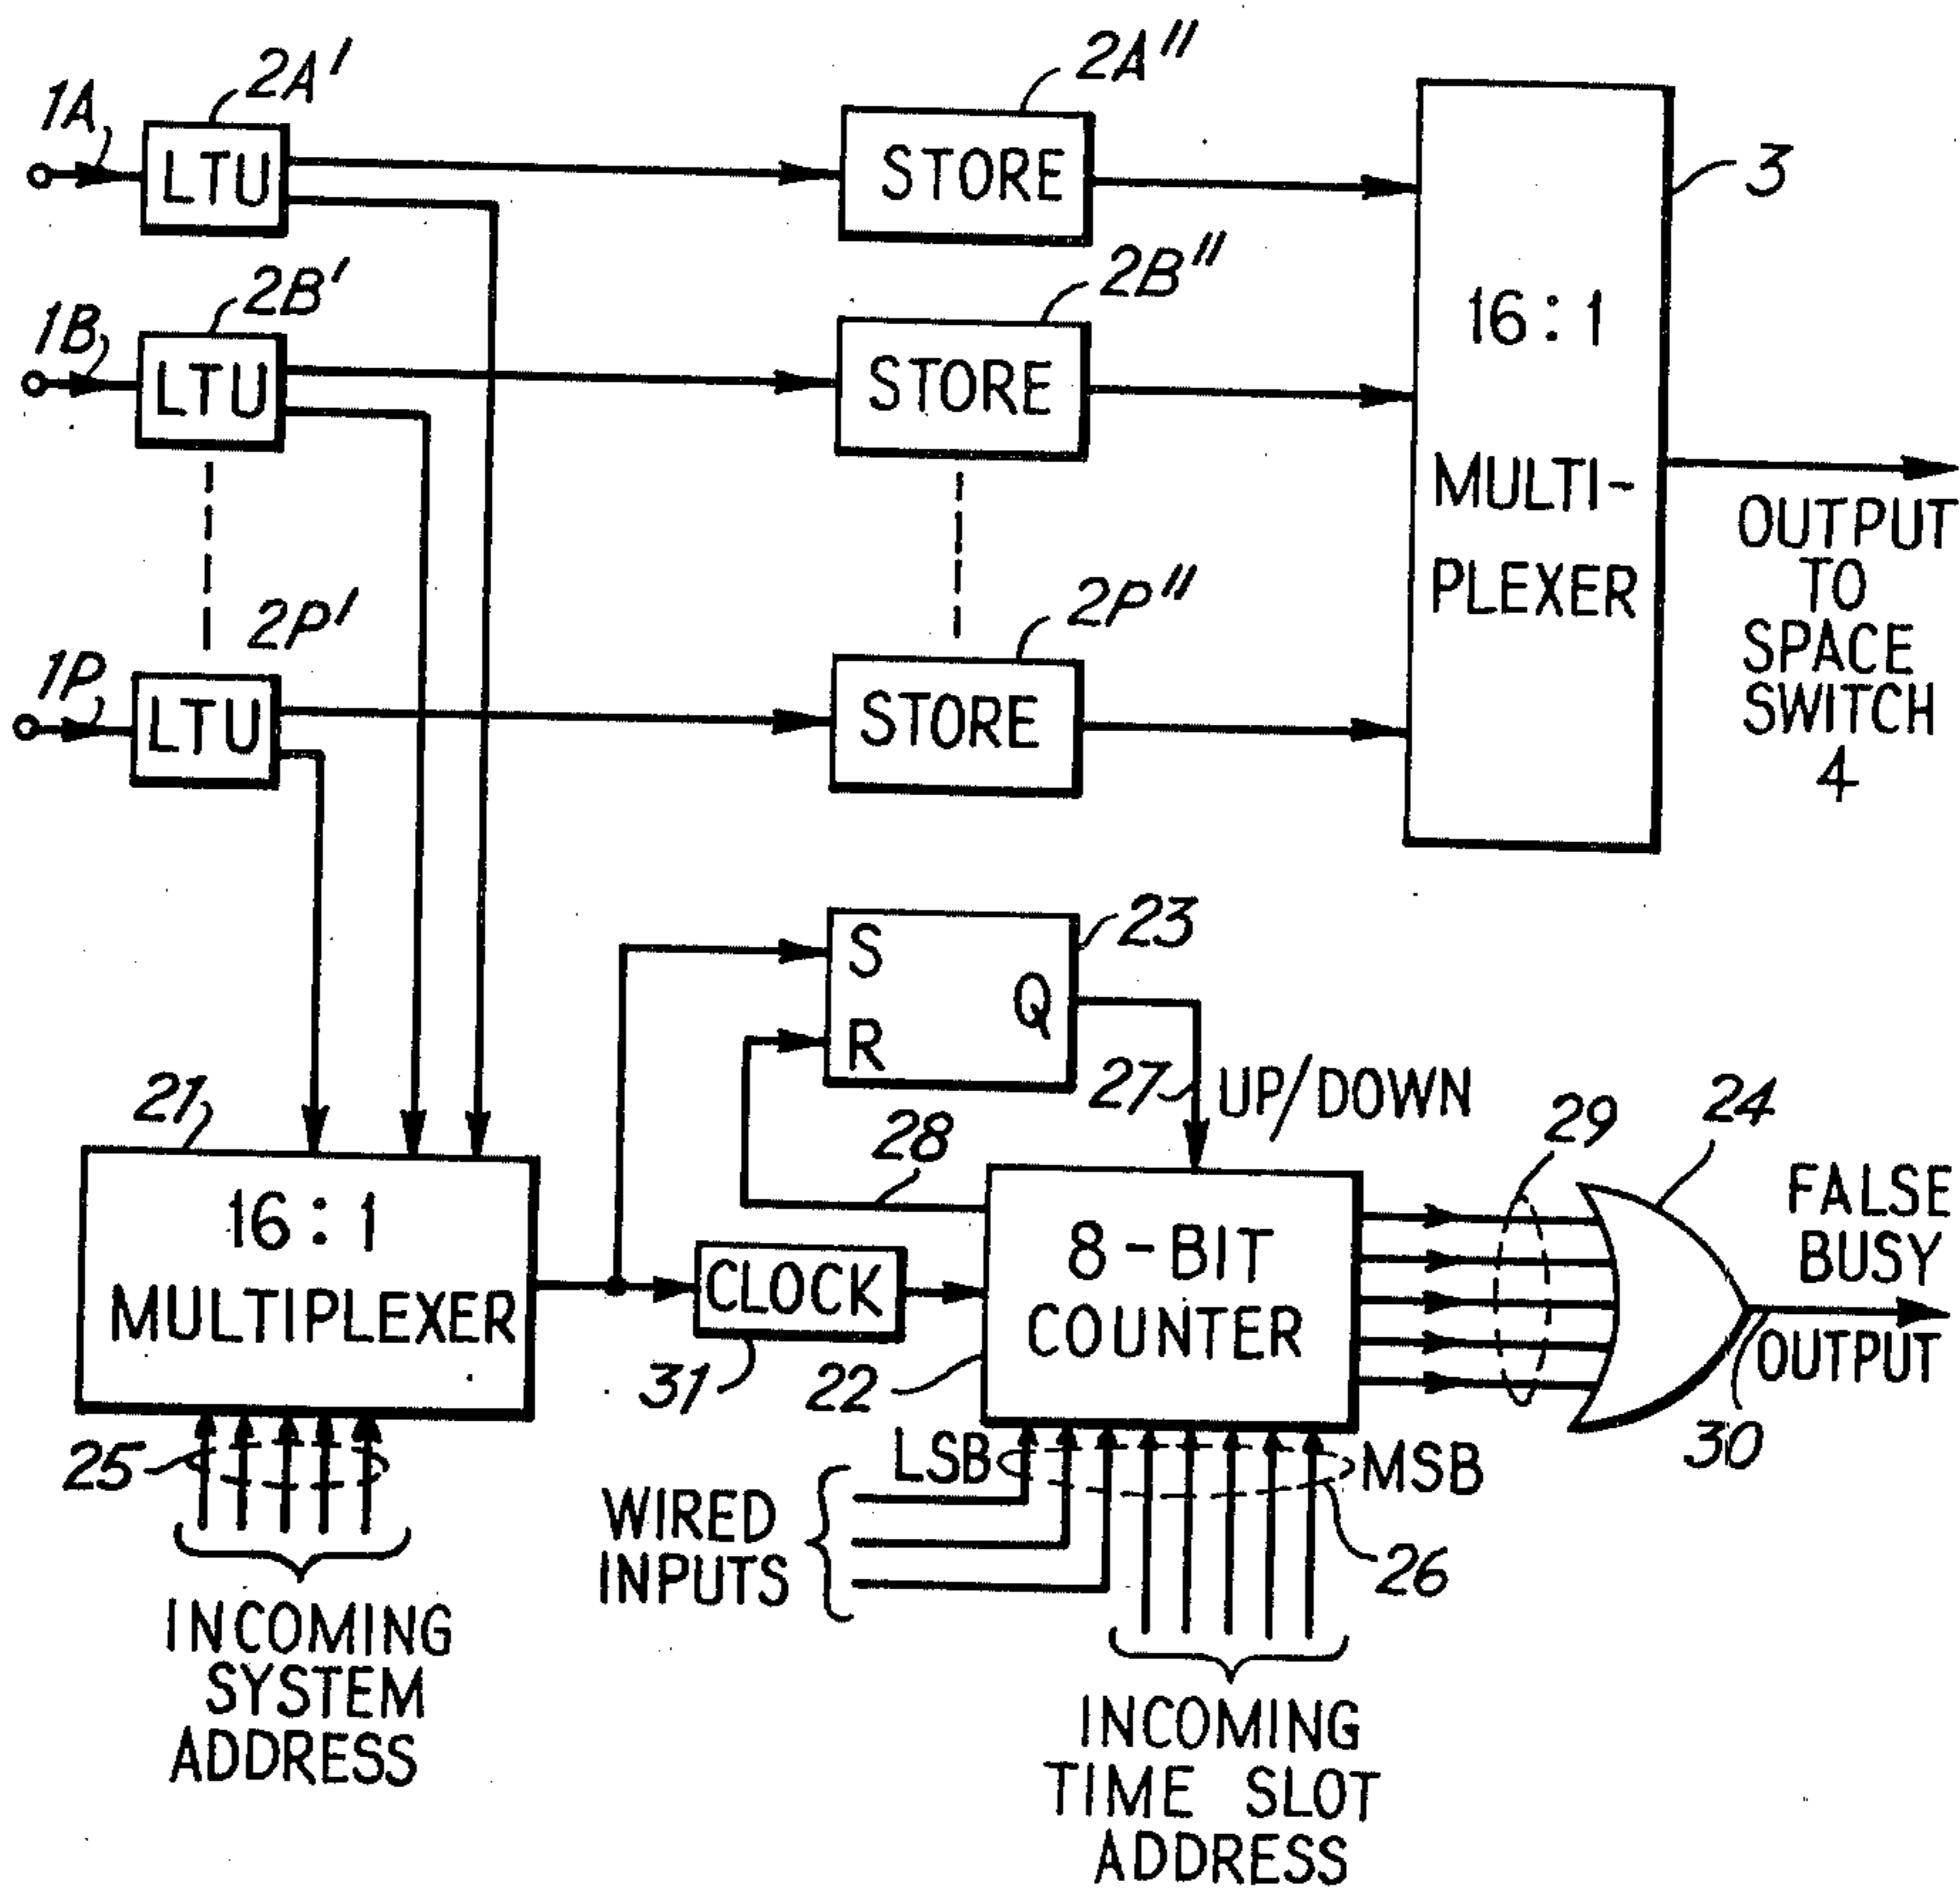 1A
2A'
LTU
2A"
STORE
3
1B
2B'
LTU
2B"
STORE
16 : 1
MULTI-
PLEXER
OUTPUT
TO
SPACE
SWITCH
4
1P
2P'
LTU
2P"
STORE
S
R
Q
23
27
UP/DOWN
28
21
16 : 1
MULTIPLEXER
CLOCK
31
22
8-BIT
COUNTER
29
24
FALSE
BUSY
OUTPUT
30
25
INCOMING
SYSTEM
ADDRESS
LSB
MSB
WIRED
INPUTS
26
INCOMING
TIME SLOT
ADDRESS